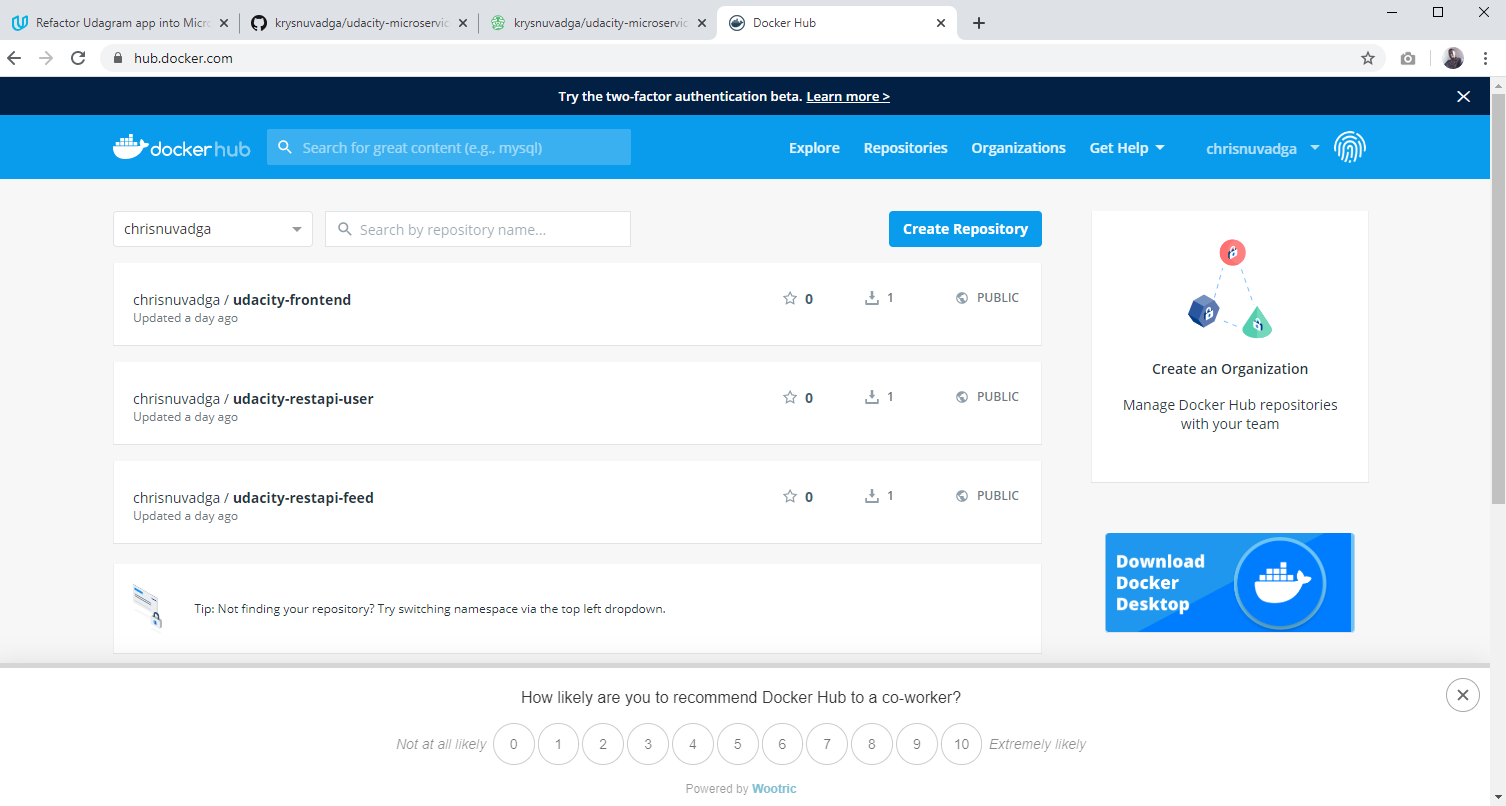 Refactor Udagram app into Micro
krysnuvadga/udacity-microservic
krysnuvadga/udacity-microservic
Docker Hub
hub.docker.com
Try the two-factor authentication beta. Learn more >
docker hub
Search for great content (e.g., mysql)
Explore
Repositories
Organizations
Get Help
chrisnuvadga
chrisnuvadga
Search by repository name...
Create Repository
chrisnuvadga / udacity-frontend
0
1
PUBLIC
Updated a day ago
chrisnuvadga / udacity-restapi-user
0
1
PUBLIC
Updated a day ago
chrisnuvadga / udacity-restapi-feed
0
1
PUBLIC
Updated a day ago
Tip: Not finding your repository? Try switching namespace via the top left dropdown.
Create an Organization
Manage Docker Hub repositories
with your team
Download
Docker
Desktop
How likely are you to recommend Docker Hub to a co-worker?
Not at all likely 0 1 2 3 4 5 6 7 8 9 10 Extremely likely
Powered by Wootric